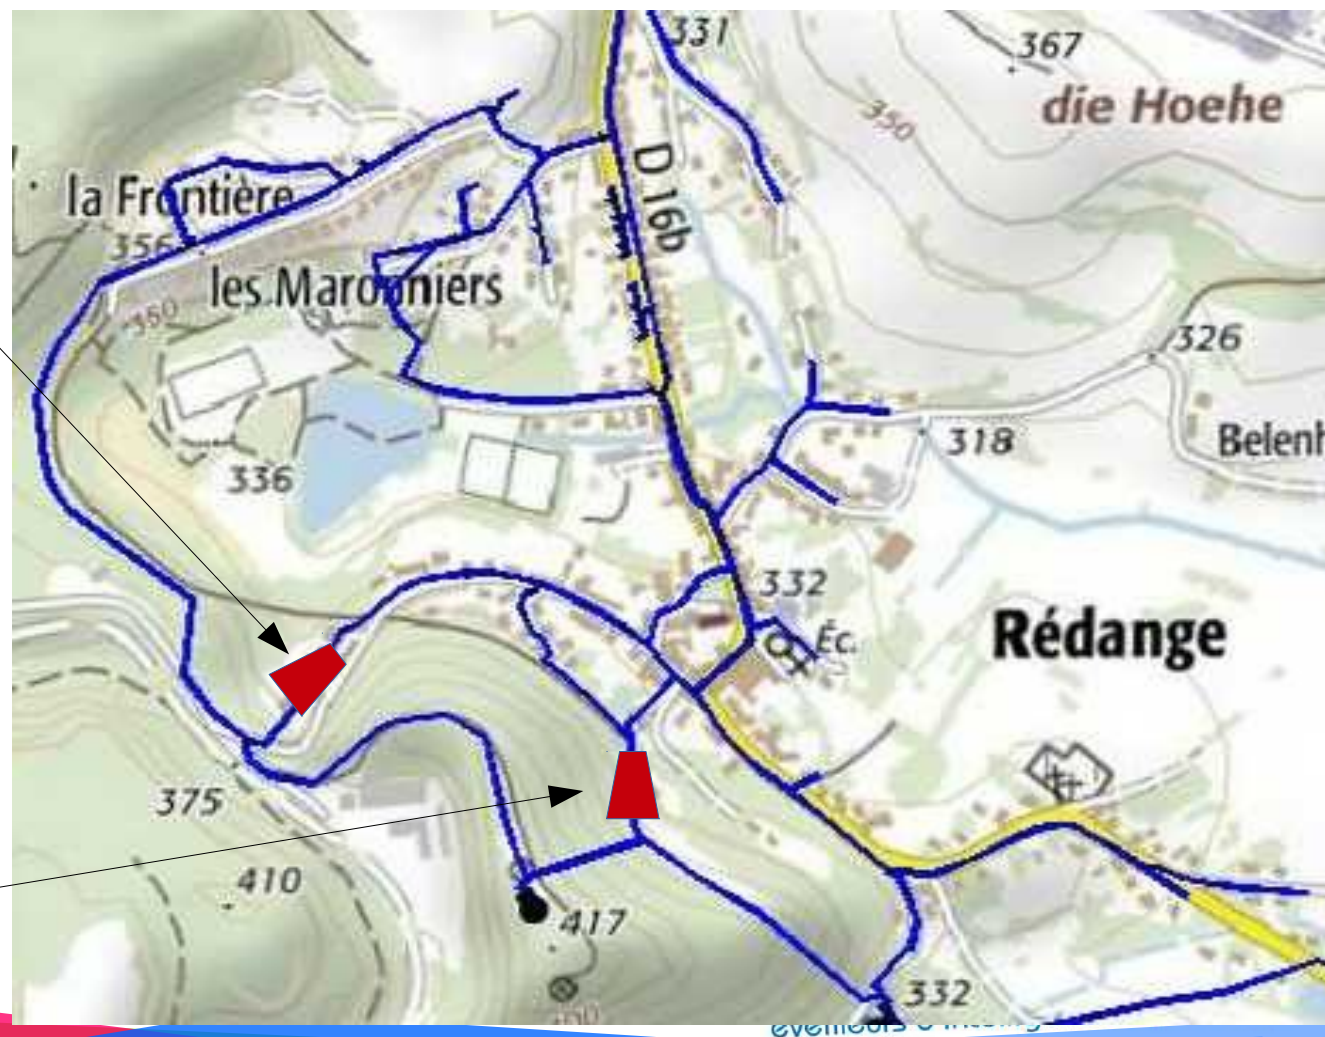 331
367
die Hoehe
350
D 16b
la Frontière
356
les Maronniers
350
326
318
Belenh
336
332
Éc.
Rédange
375
410
417
332